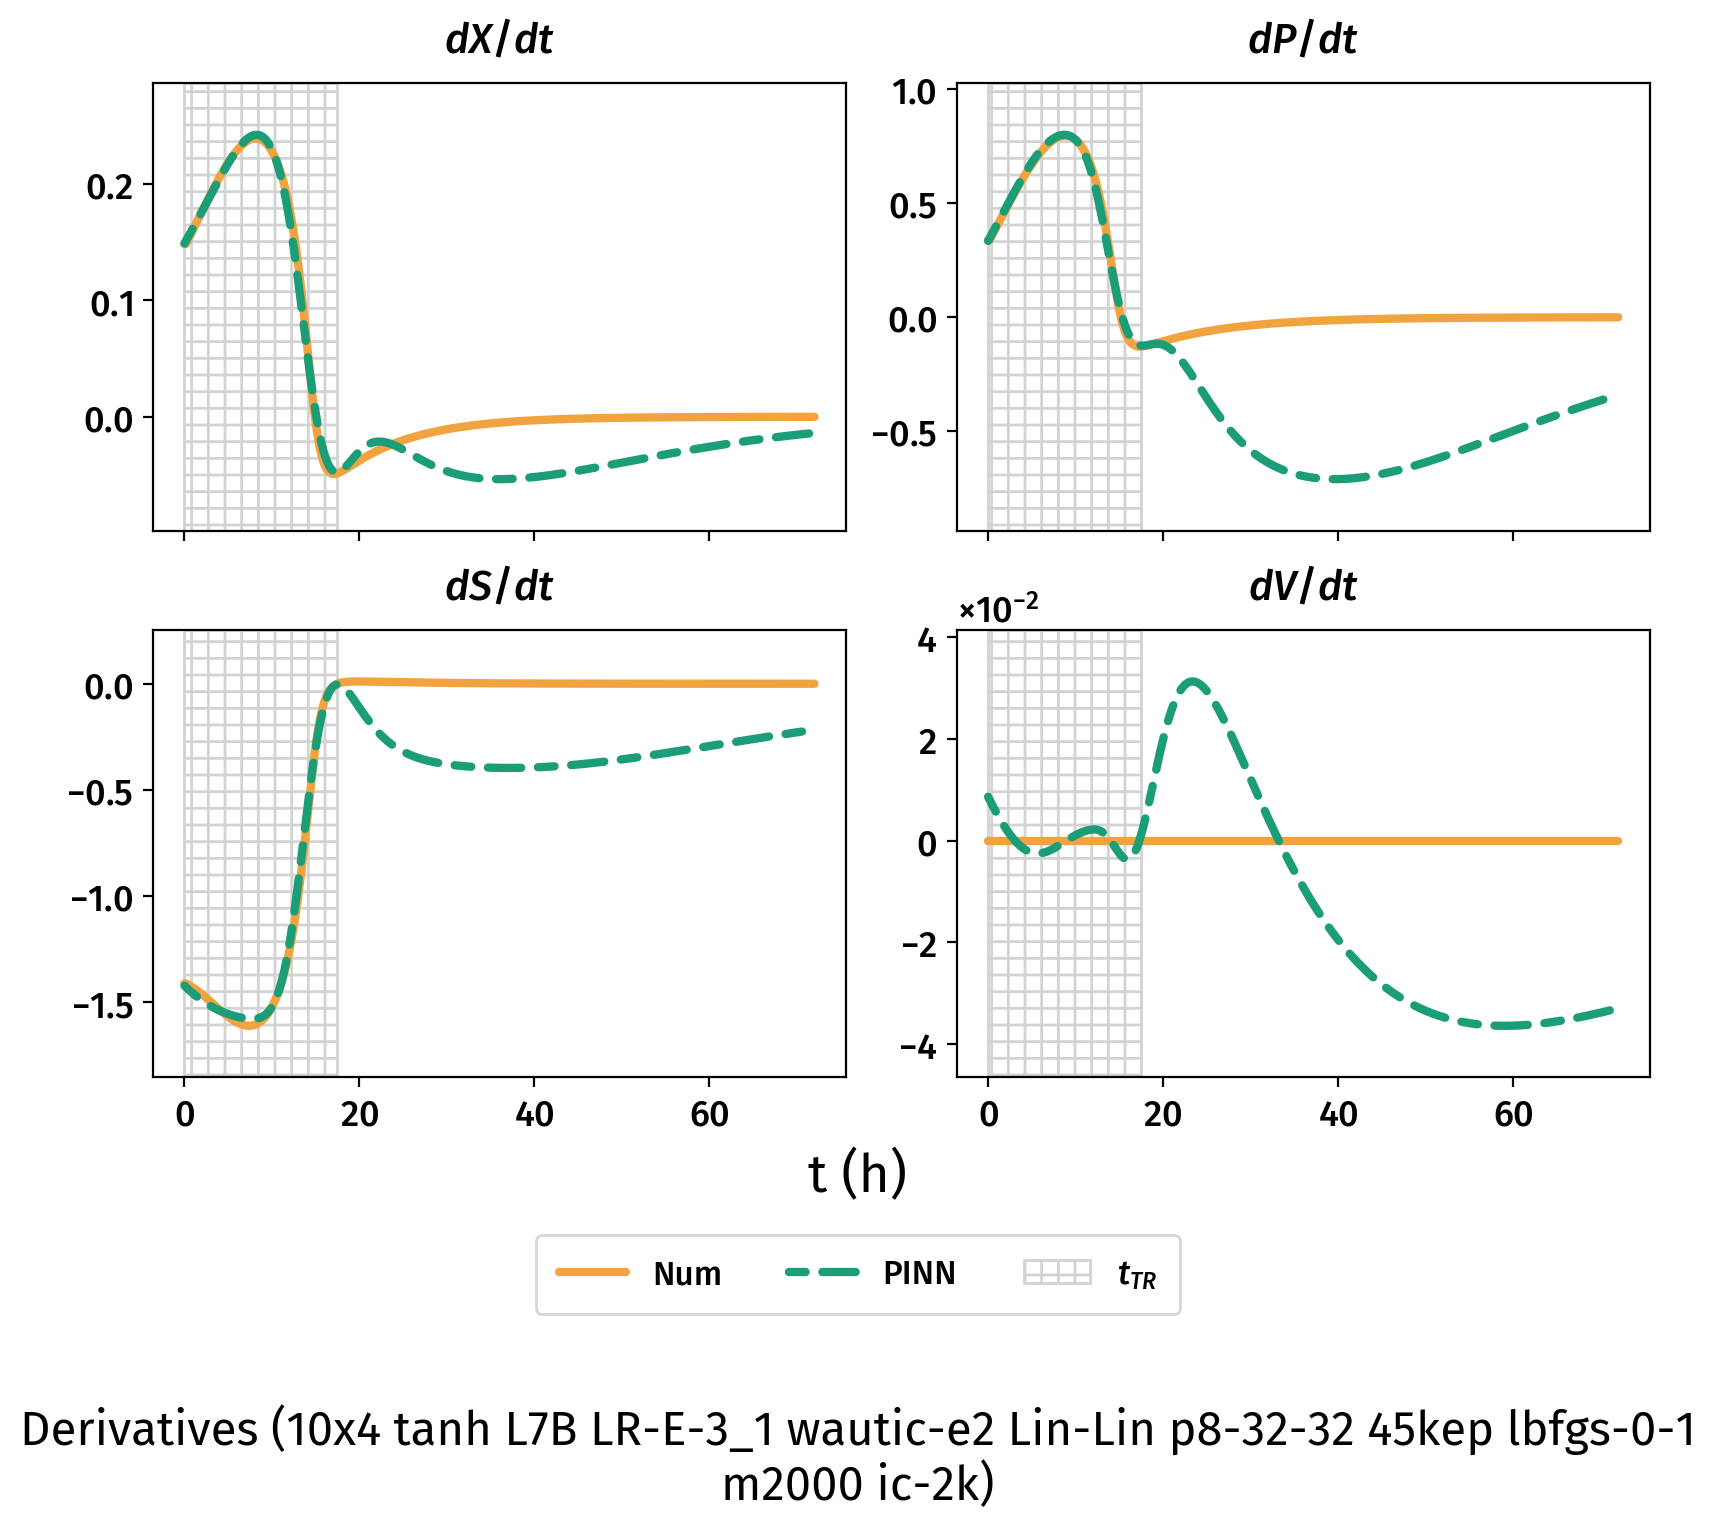 dX/dt
dP/dt
0.2
0.1
0.0
1.0
0.5
0.0
−0.5
dS/dt
dV/dt
×10⁻²
0.0
−0.5
−1.0
−1.5
4
2
0
−2
−4
0 20 40 60
0 20 40 60
t (h)
Num PINN t_TR
Derivatives (10x4 tanh L7B LR-E-3_1 wautic-e2 Lin-Lin p8-32-32 45kep lbfgs-0-1
m2000 ic-2k)